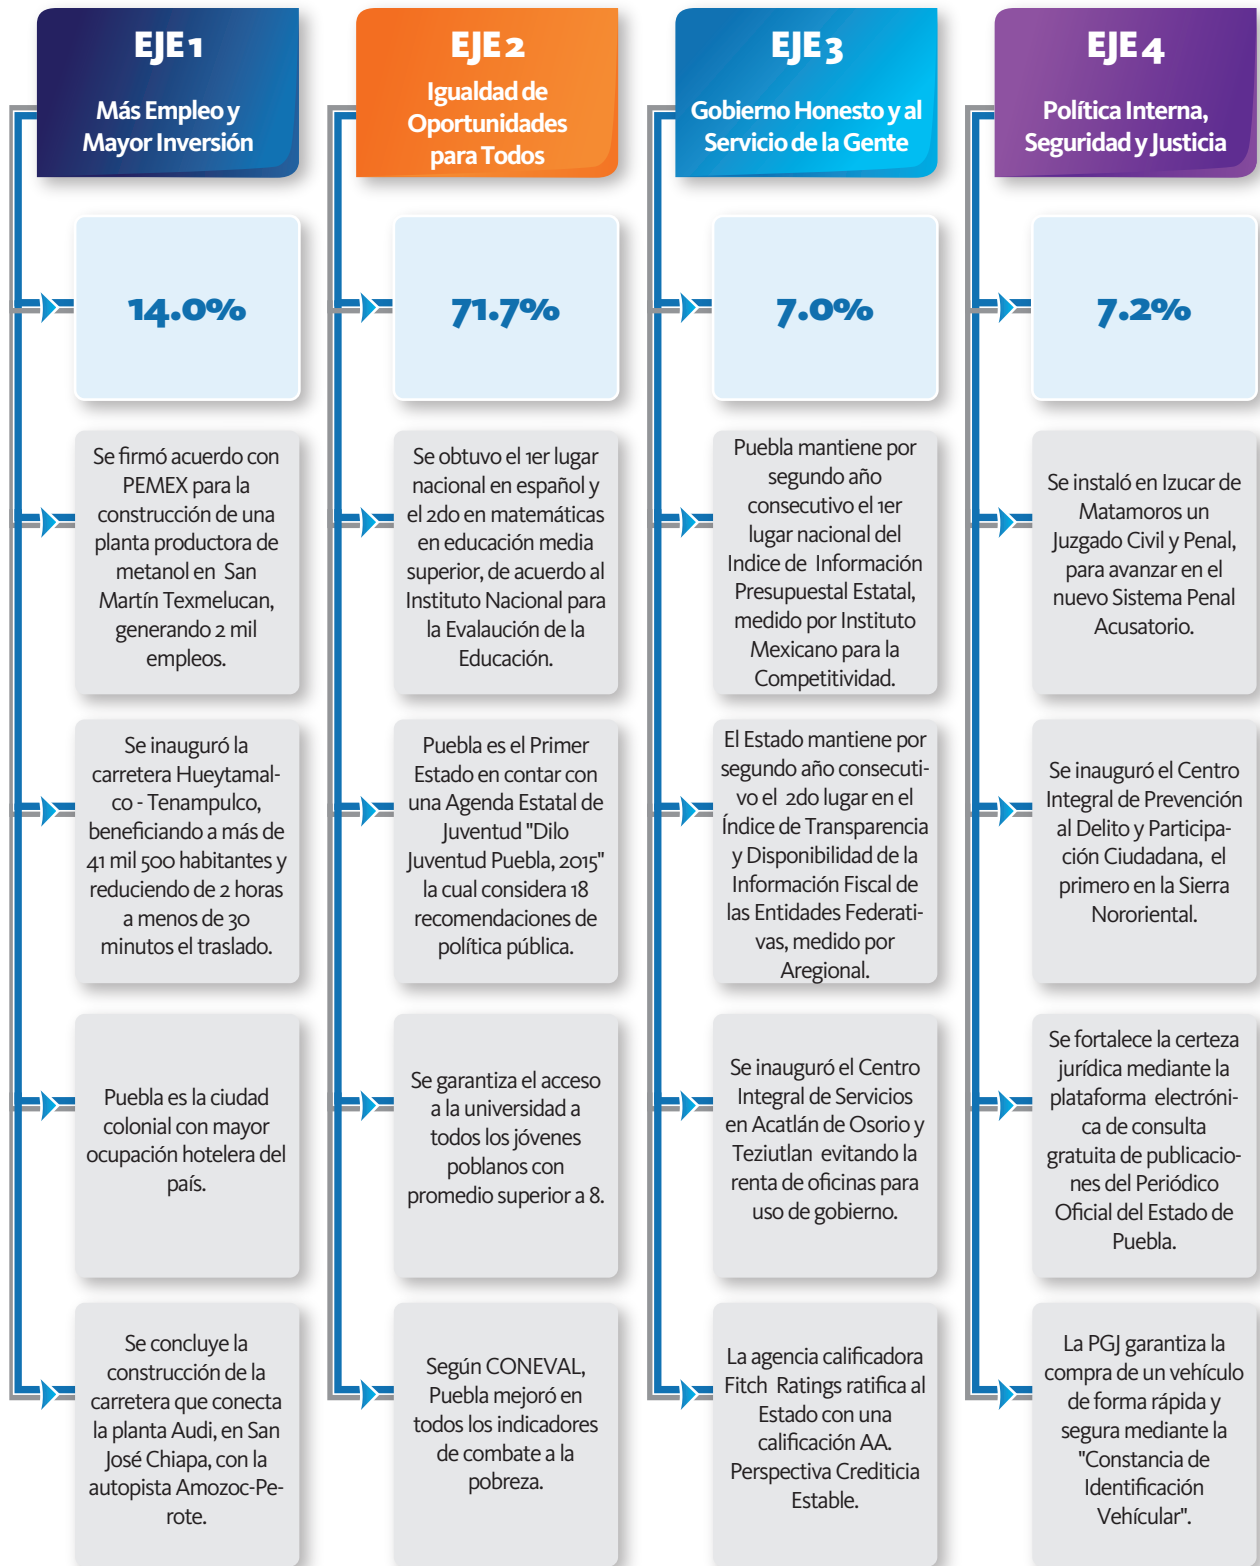 EJE 1
Más Empleo y
Mayor Inversión
14.0%
Se firmó acuerdo con
PEMEX para la
construcción de una
planta productora de
metanol en San
Martín Texmelucan,
generando 2 mil
empleos.
Se inauguró la
carretera Hueytamal-
co - Tenampulco,
beneficiando a más de
41 mil 500 habitantes y
reduciendo de 2 horas
a menos de 30
minutos el traslado.
Puebla es la ciudad
colonial con mayor
ocupación hotelera del
país.
Se concluye la
construcción de la
carretera que conecta
la planta Audi, en San
José Chiapa, con la
autopista Amozoc-Pe-
rote.
EJE 2
Igualdad de
Oportunidades
para Todos
71.7%
Se obtuvo el 1er lugar
nacional en español y
el 2do en matemáticas
en educación media
superior, de acuerdo al
Instituto Nacional para
la Evalaución de la
Educación.
Puebla es el Primer
Estado en contar con
una Agenda Estatal de
Juventud "Dilo
Juventud Puebla, 2015"
la cual considera 18
recomendaciones de
política pública.
Se garantiza el acceso
a la universidad a
todos los jóvenes
poblanos con
promedio superior a 8.
Según CONEVAL,
Puebla mejoró en
todos los indicadores
de combate a la
pobreza.
EJE 3
Gobierno Honesto y al
Servicio de la Gente
7.0%
Puebla mantiene por
segundo año
consecutivo el 1er
lugar nacional del
Indice de Información
Presupuestal Estatal,
medido por Instituto
Mexicano para la
Competitividad.
El Estado mantiene por
segundo año consecuti-
vo el 2do lugar en el
Índice de Transparencia
y Disponibilidad de la
Información Fiscal de
las Entidades Federati-
vas, medido por
Aregional.
Se inauguró el Centro
Integral de Servicios
en Acatlán de Osorio y
Teziutlan evitando la
renta de oficinas para
uso de gobierno.
La agencia calificadora
Fitch Ratings ratifica al
Estado con una
calificación AA.
Perspectiva Crediticia
Estable.
EJE 4
Política Interna,
Seguridad y Justicia
7.2%
Se instaló en Izucar de
Matamoros un
Juzgado Civil y Penal,
para avanzar en el
nuevo Sistema Penal
Acusatorio.
Se inauguró el Centro
Integral de Prevención
al Delito y Participa-
ción Ciudadana, el
primero en la Sierra
Nororiental.
Se fortalece la certeza
jurídica mediante la
plataforma electróni-
ca de consulta
gratuita de publicacio-
nes del Periódico
Oficial del Estado de
Puebla.
La PGJ garantiza la
compra de un vehículo
de forma rápida y
segura mediante la
"Constancia de
Identificación
Vehícular".